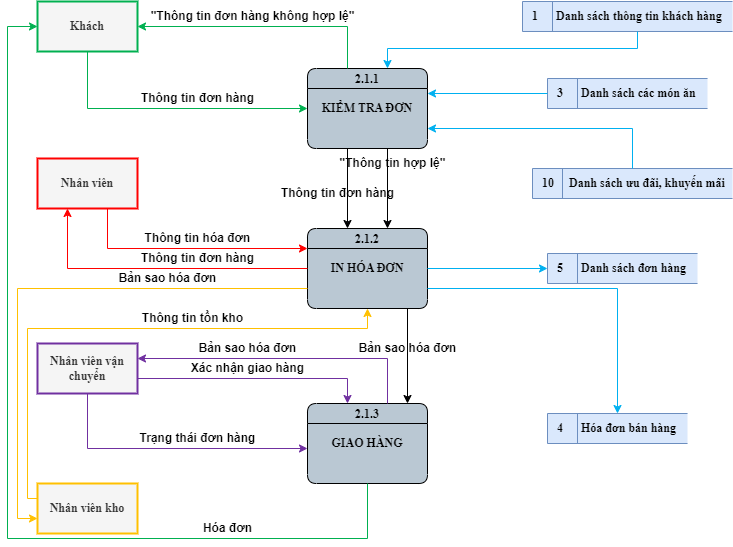 Khách
"Thông tin đơn hàng không hợp lệ"
1 Danh sách thông tin khách hàng
2.1.1
KIỂM TRA ĐƠN
Thông tin đơn hàng
3 Danh sách các món ăn
"Thông tin hợp lệ"
Thông tin đơn hàng
10 Danh sách ưu đãi, khuyến mãi
Nhân viên
Thông tin hóa đơn
2.1.2
IN HÓA ĐƠN
Thông tin đơn hàng
5 Danh sách đơn hàng
Bản sao hóa đơn
Thông tin tồn kho
Nhân viên vận
chuyển
Bản sao hóa đơn
Bản sao hóa đơn
Xác nhận giao hàng
2.1.3
GIAO HÀNG
Trạng thái đơn hàng
4 Hóa đơn bán hàng
Nhân viên kho
Hóa đơn